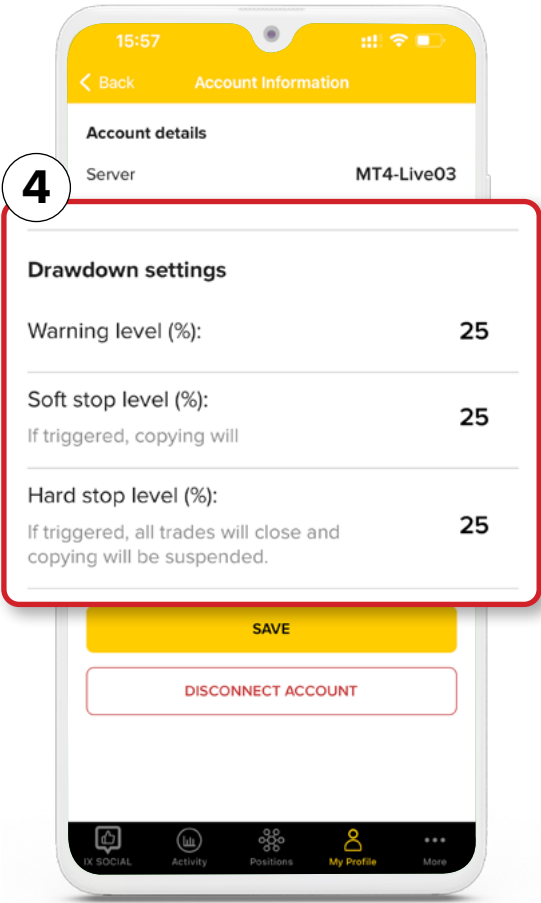 15:57
Back Account Information
Account details
Server MT4-Live03
4
Drawdown settings
Warning level (%): 25
Soft stop level (%): 25
If triggered, copying will
Hard stop level (%): 25
If triggered, all trades will close and
copying will be suspended.
SAVE
DISCONNECT ACCOUNT
IX SOCIAL Activity Positions My Profile More